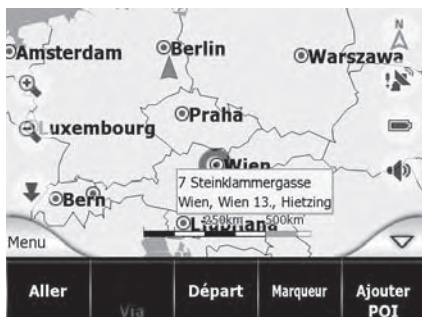 N
Amsterdam
Berlin
Warszawa
Praha
Luxembourg
Wien
7 Steinklammergasse
Wien, Wien 13., Hietzing
Bern
250km 500km
Ljubljana
Menu
Aller
Via
Départ
Marqueur
Ajouter
POI